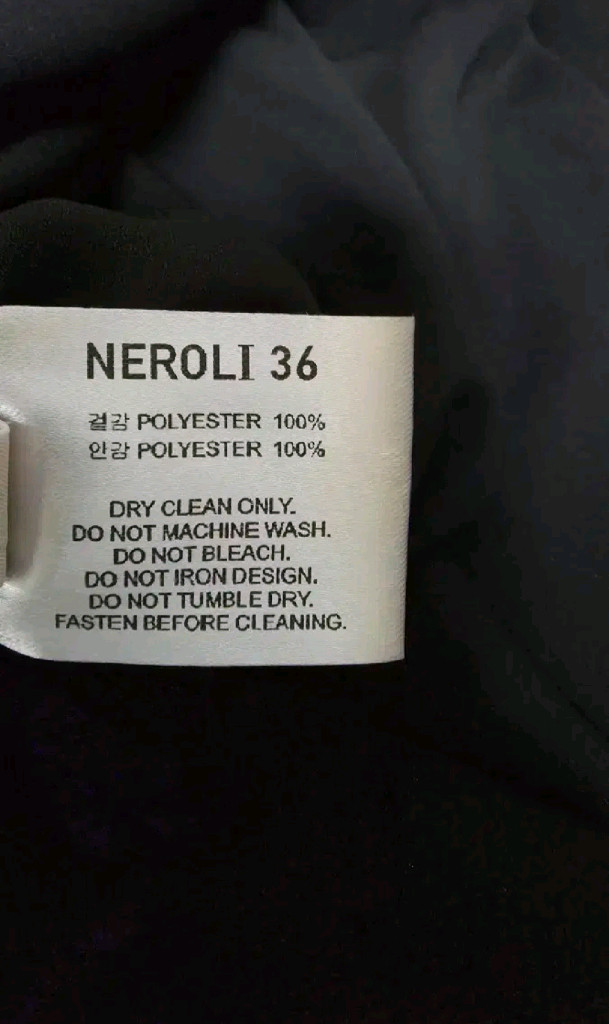 NEROLI 36
겉감 POLYESTER 100%
안감 POLYESTER 100%
DRY CLEAN ONLY.
DO NOT MACHINE WASH.
DO NOT BLEACH.
DO NOT IRON DESIGN.
DO NOT TUMBLE DRY.
FASTEN BEFORE CLEANING.